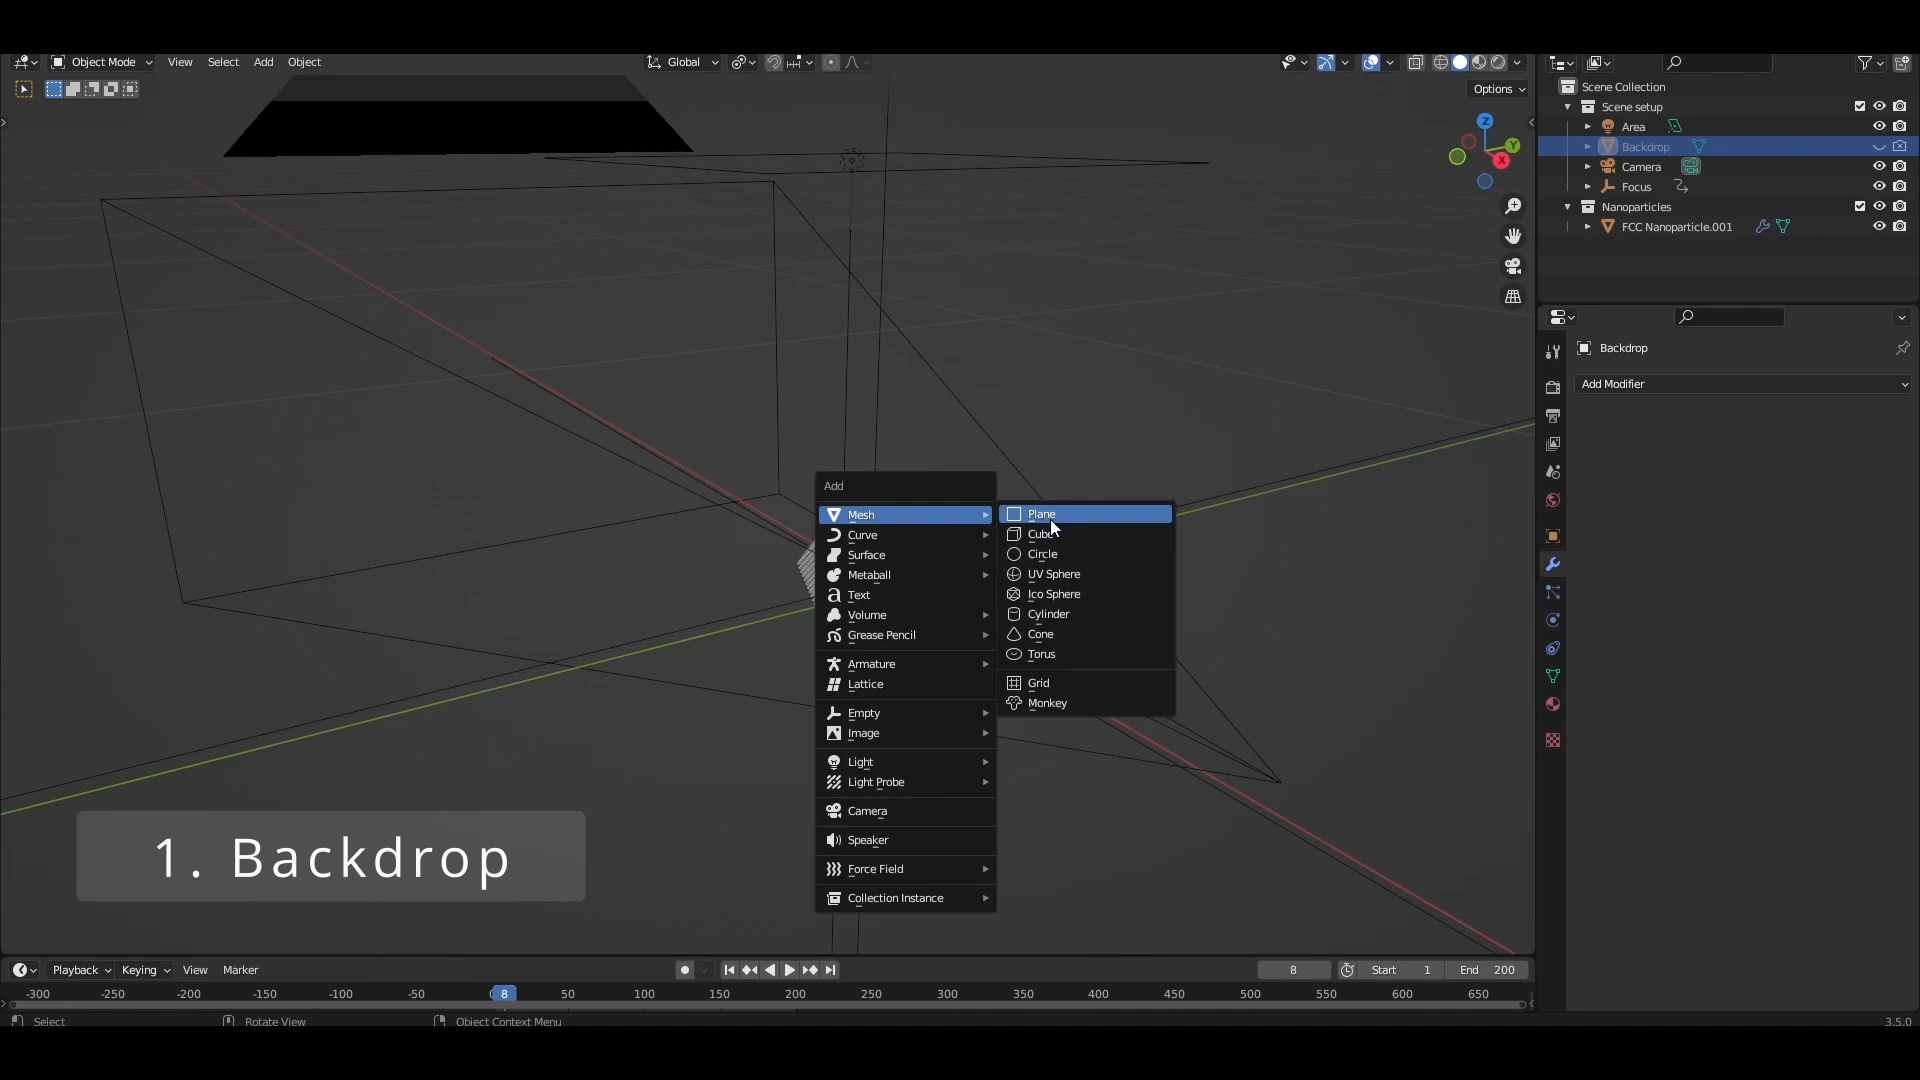 Object Mode View Select Add Object Global
Options
Z
Y
X
Scene Collection
Scene setup
Area
Backdrop
Camera
Focus
Nanoparticles
FCC Nanoparticle.001
Backdrop
Add Modifier
Add
Mesh
Curve
Surface
Metaball
Text
Volume
Grease Pencil
Armature
Lattice
Empty
Image
Light
Light Probe
Camera
Speaker
Force Field
Collection Instance
Plane
Cube
Circle
UV Sphere
Ico Sphere
Cylinder
Cone
Torus
Grid
Monkey
1. Backdrop
Playback Keying View Marker 8 Start 1 End 200
-300 -250 -200 -150 -100 -50 8 50 100 150 200 250 300 350 400 450 500 550 600 650
Select Rotate View Object Context Menu 3.5.0